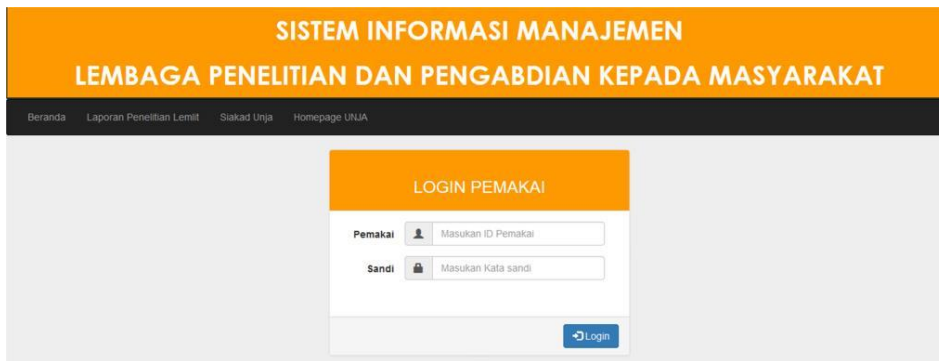 SISTEM INFORMASI MANAJEMEN
LEMBAGA PENELITIAN DAN PENGABDIAN KEPADA MASYARAKAT
Beranda Laporan Penelitian Lemlit Siakad Unja Homepage UNJA
LOGIN PEMAKAI
Pemakai Masukan ID Pemakai
Sandi Masukan Kata sandi
Login